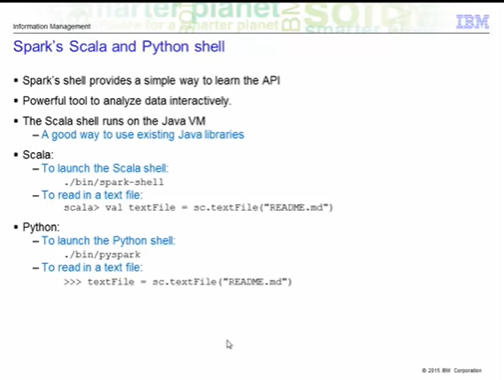 smarter planet
Information Management
IBM
Spark's Scala and Python shell
▪ Spark's shell provides a simple way to learn the API
▪ Powerful tool to analyze data interactively.
▪ The Scala shell runs on the Java VM
– A good way to use existing Java libraries
▪ Scala:
– To launch the Scala shell:
./bin/spark-shell
– To read in a text file:
scala> val textFile = sc.textFile("README.md")
▪ Python:
– To launch the Python shell:
./bin/pyspark
– To read in a text file:
>>> textFile = sc.textFile("README.md")
© 2015 IBM Corporation